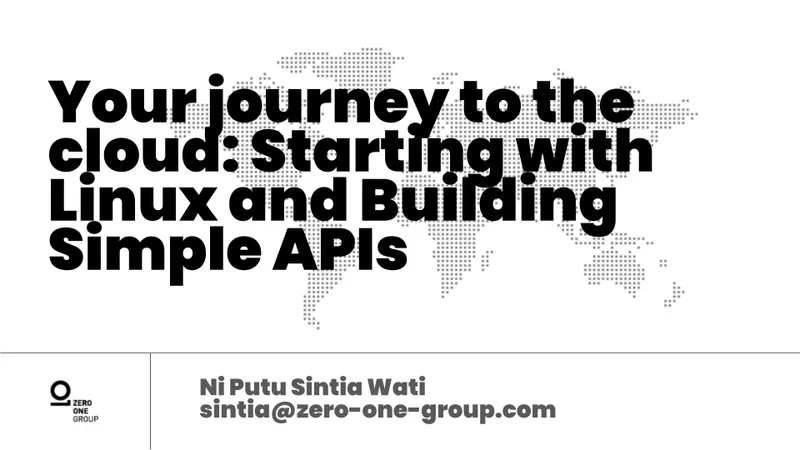 Your journey to the
cloud: Starting with
Linux and Building
Simple APIs
ZERO
ONE
GROUP
Ni Putu Sintia Wati
sintia@zero-one-group.com